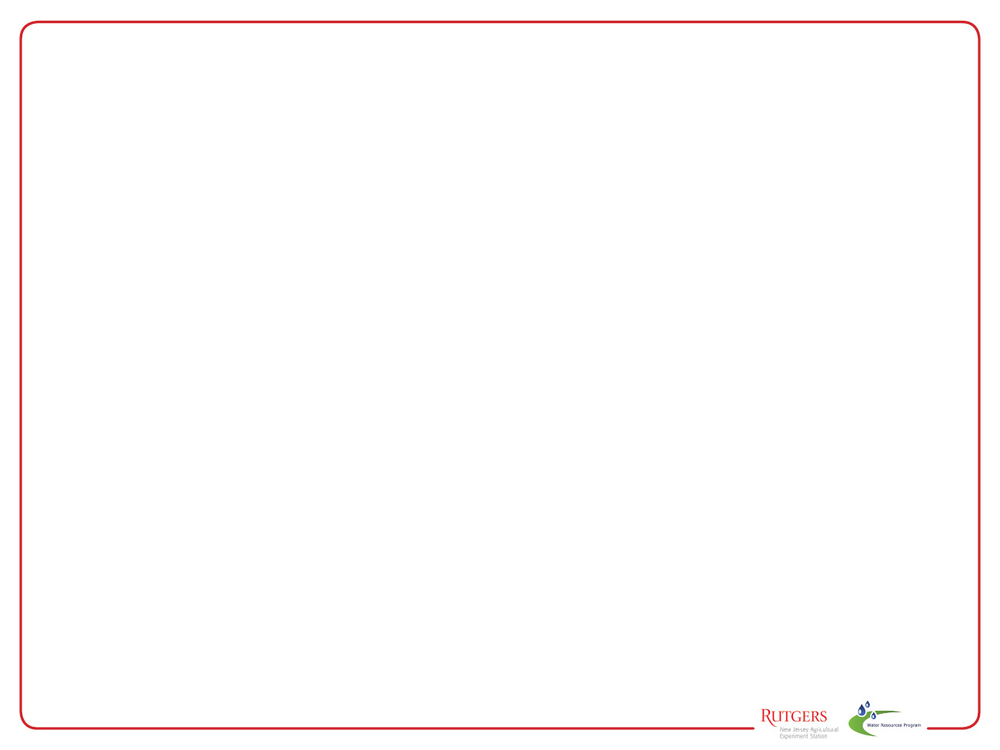 RUTGERS
New Jersey Agricultural
Experiment Station
Water Resources Program